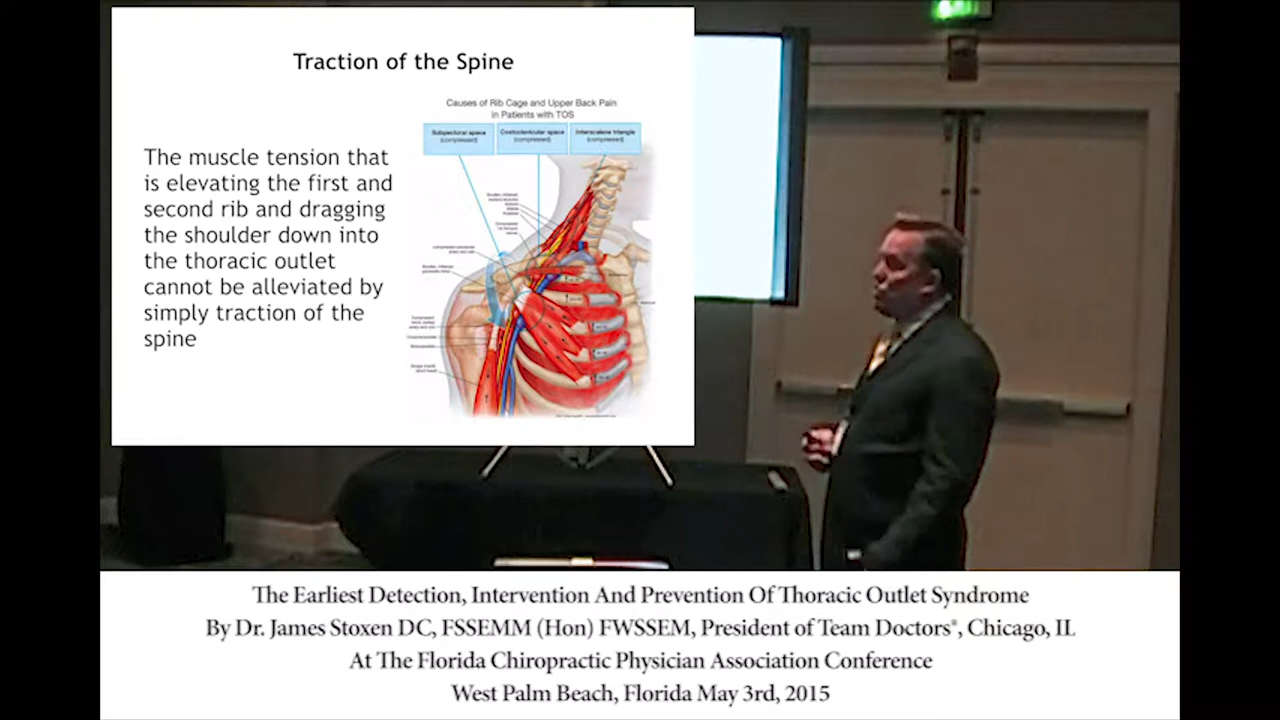 Traction of the Spine
The muscle tension that
is elevating the first and
second rib and dragging
the shoulder down into
the thoracic outlet
cannot be alleviated by
simply traction of the
spine
Causes of Rib Cage and Upper Back Pain
in Patients with TOS
Subpectoral space
(compressed)
Costoclavicular space
(compressed)
Interscalene triangle
(compressed)
The Earliest Detection, Intervention And Prevention Of Thoracic Outlet Syndrome
By Dr. James Stoxen DC, FSSEMM (Hon) FWSSEM, President of Team Doctors®, Chicago, IL
At The Florida Chiropractic Physician Association Conference
West Palm Beach, Florida May 3rd, 2015